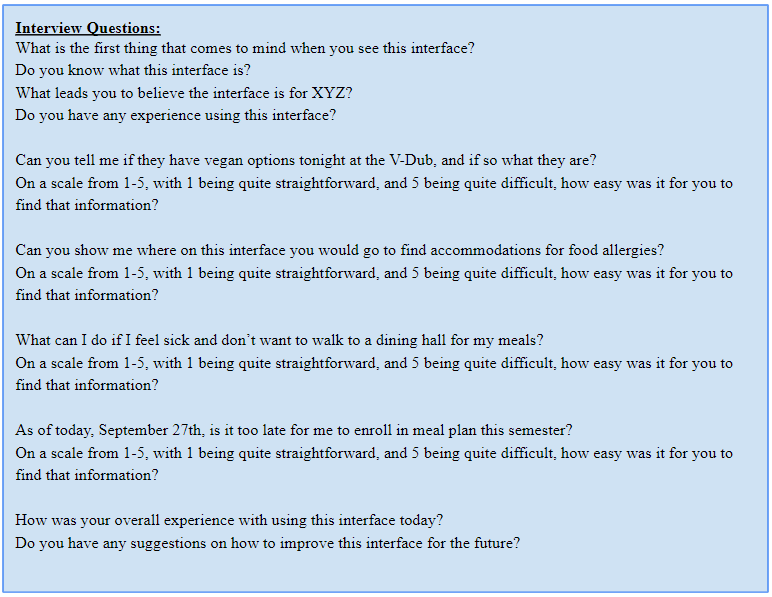 Interview Questions:
What is the first thing that comes to mind when you see this interface?
Do you know what this interface is?
What leads you to believe the interface is for XYZ?
Do you have any experience using this interface?
Can you tell me if they have vegan options tonight at the V-Dub, and if so what they are?
On a scale from 1-5, with 1 being quite straightforward, and 5 being quite difficult, how easy was it for you to
find that information?
Can you show me where on this interface you would go to find accommodations for food allergies?
On a scale from 1-5, with 1 being quite straightforward, and 5 being quite difficult, how easy was it for you to
find that information?
What can I do if I feel sick and don’t want to walk to a dining hall for my meals?
On a scale from 1-5, with 1 being quite straightforward, and 5 being quite difficult, how easy was it for you to
find that information?
As of today, September 27th, is it too late for me to enroll in meal plan this semester?
On a scale from 1-5, with 1 being quite straightforward, and 5 being quite difficult, how easy was it for you to
find that information?
How was your overall experience with using this interface today?
Do you have any suggestions on how to improve this interface for the future?